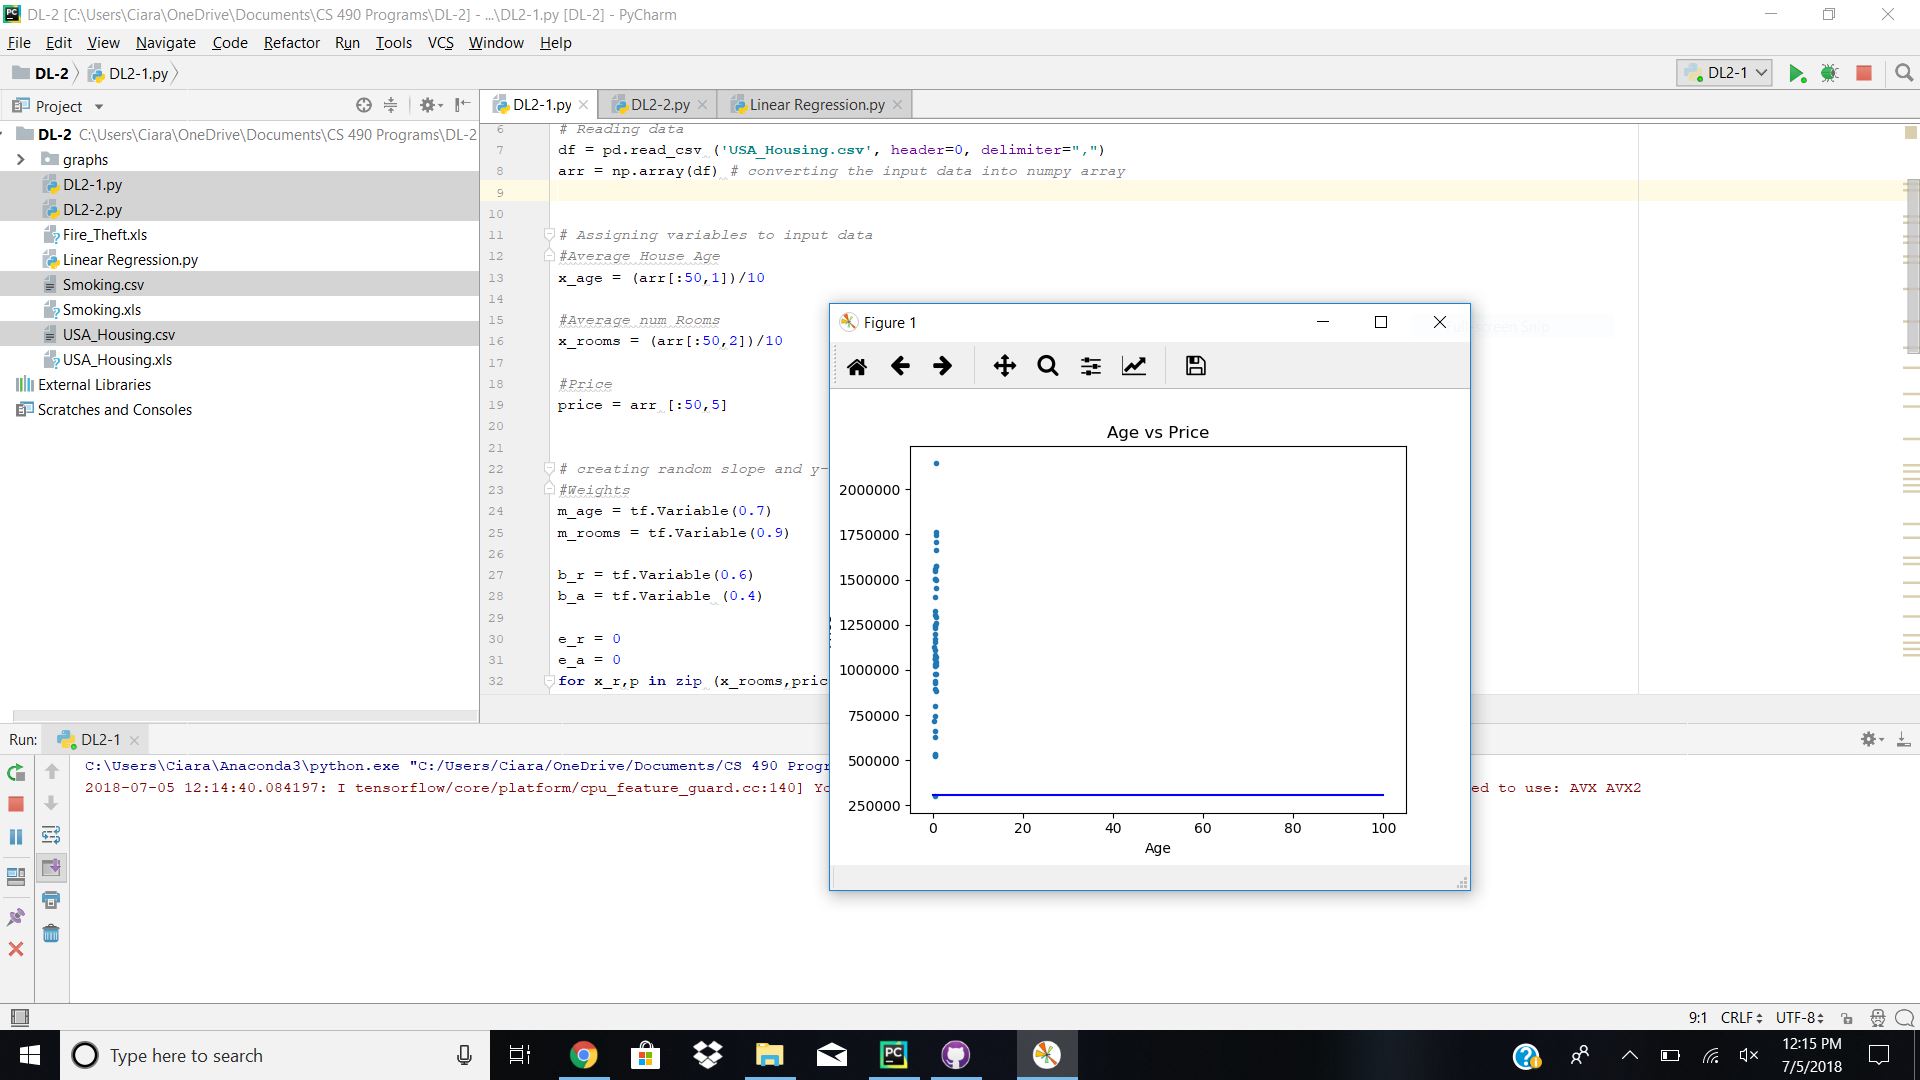 DL-2 [C:\Users\Ciara\OneDrive\Documents\CS 490 Programs\DL-2] - ...\DL2-1.py [DL-2] - PyCharm
File Edit View Navigate Code Refactor Run Tools VCS Window Help
DL-2 DL2-1.py DL2-1
Project DL2-1.py DL2-2.py Linear Regression.py
DL-2 C:\Users\Ciara\OneDrive\Documents\CS 490 Programs\DL-2
graphs
DL2-1.py
DL2-2.py
Fire_Theft.xls
Linear Regression.py
Smoking.csv
Smoking.xls
USA_Housing.csv
USA_Housing.xls
External Libraries
Scratches and Consoles
6 # Reading data
7 df = pd.read_csv ('USA_Housing.csv', header=0, delimiter=",")
8 arr = np.array(df) # converting the input data into numpy array
9
10
11 # Assigning variables to input data
12 #Average House Age
13 x_age = (arr[:50,1])/10
14
15 #Average num Rooms
16 x_rooms = (arr[:50,2])/10
17
18 #Price
19 price = arr [:50,5]
20
21
22 # creating random slope and y-
23 #Weights
24 m_age = tf.Variable(0.7)
25 m_rooms = tf.Variable(0.9)
26
27 b_r = tf.Variable(0.6)
28 b_a = tf.Variable (0.4)
29
30 e_r = 0
31 e_a = 0
32 for x_r,p in zip (x_rooms,pric
Figure 1
Age vs Price
2000000
1750000
1500000
1250000
1000000
750000
500000
250000
0 20 40 60 80 100
Age
Run: DL2-1
C:\Users\Ciara\Anaconda3\python.exe "C:/Users/Ciara/OneDrive/Documents/CS 490 Progr
2018-07-05 12:14:40.084197: I tensorflow/core/platform/cpu_feature_guard.cc:140] Yo ed to use: AVX AVX2
9:1 CRLF UTF-8
Type here to search
PC
12:15 PM
7/5/2018